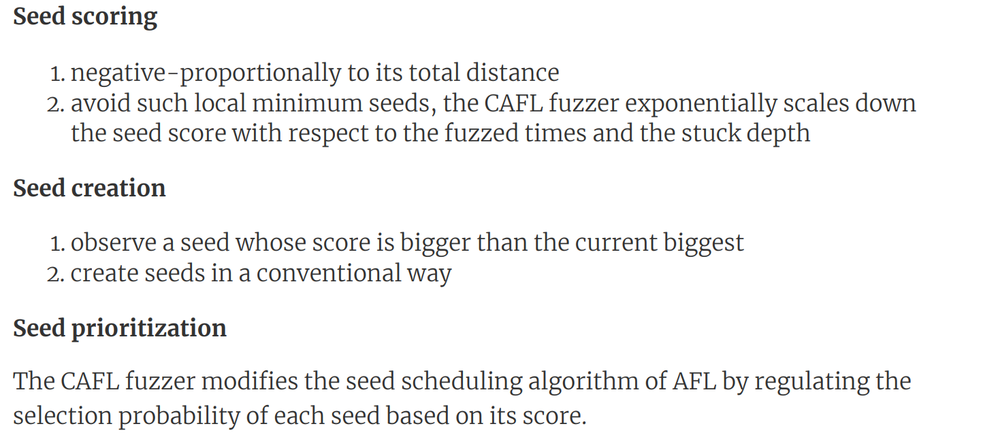 Seed scoring
1. negative-proportionally to its total distance
2. avoid such local minimum seeds, the CAFL fuzzer exponentially scales down
the seed score with respect to the fuzzed times and the stuck depth
Seed creation
1. observe a seed whose score is bigger than the current biggest
2. create seeds in a conventional way
Seed prioritization
The CAFL fuzzer modifies the seed scheduling algorithm of AFL by regulating the
selection probability of each seed based on its score.